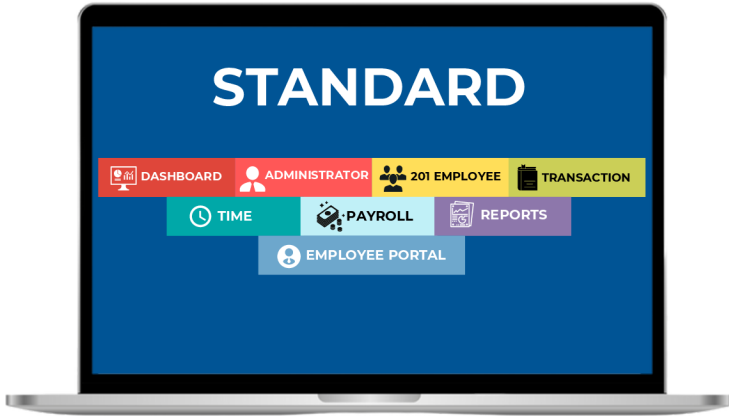 STANDARD
DASHBOARD ADMINISTRATOR 201 EMPLOYEE TRANSACTION
TIME PAYROLL REPORTS
EMPLOYEE PORTAL